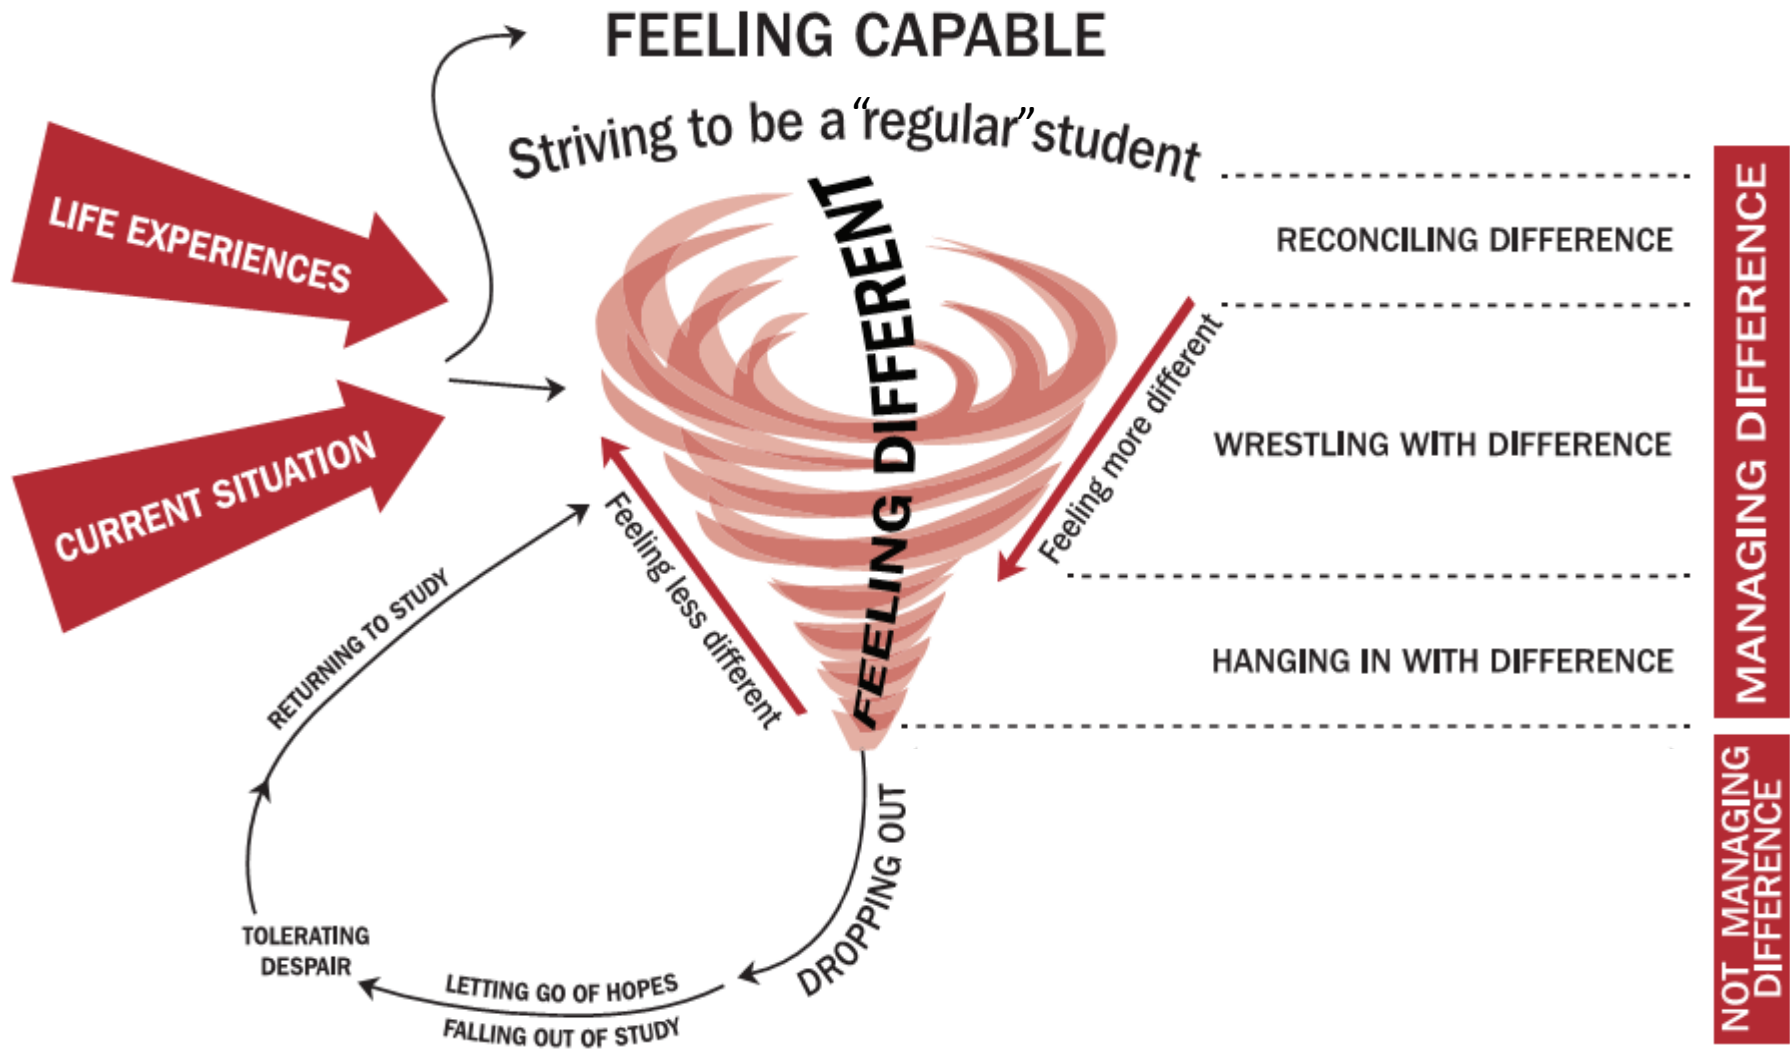 FEELING CAPABLE
Striving to be a “regular” student
LIFE EXPERIENCES
CURRENT SITUATION
FEELING DIFFERENT
Feeling less different
Feeling more different
RECONCILING DIFFERENCE
WRESTLING WITH DIFFERENCE
HANGING IN WITH DIFFERENCE
MANAGING DIFFERENCE
NOT MANAGING
DIFFERENCE
DROPPING OUT
LETTING GO OF HOPES
FALLING OUT OF STUDY
TOLERATING
DESPAIR
RETURNING TO STUDY